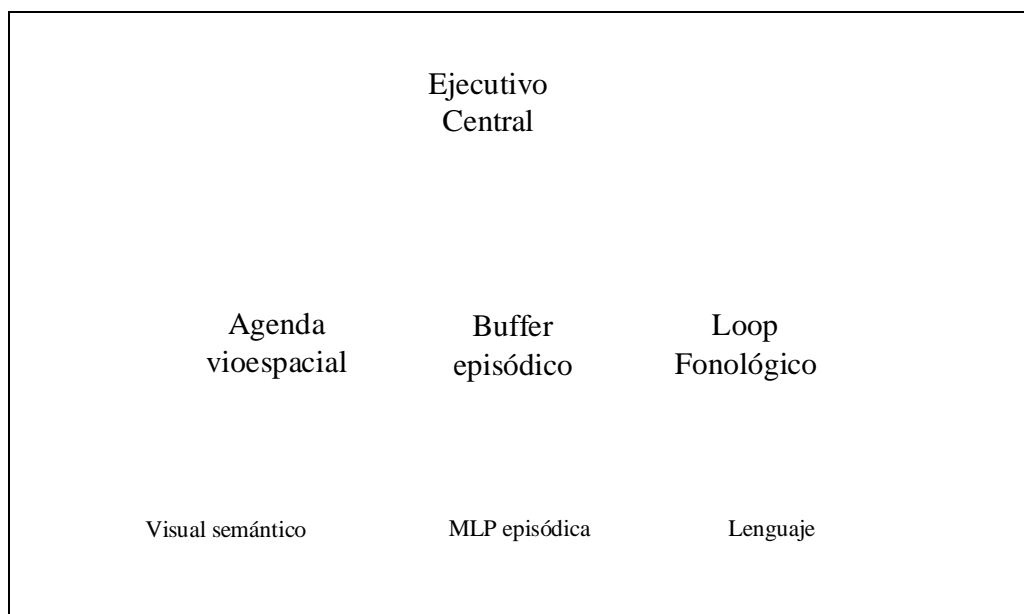 Ejecutivo
Central
Agenda
vioespacial
Buffer
episódico
Loop
Fonológico
Visual semántico
MLP episódica
Lenguaje